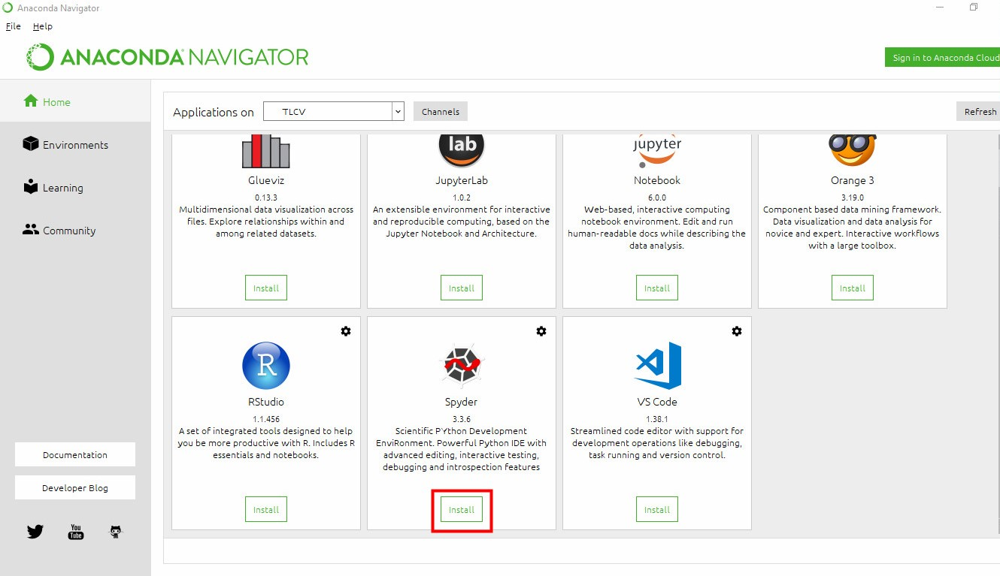 Anaconda Navigator
File Help
ANACONDA NAVIGATOR
Sign in to Anaconda Cloud
Home
Environments
Learning
Community
Documentation
Developer Blog
You
Tube
Applications on TLCV Channels Refresh
Glueviz
0.13.3
Multidimensional data visualization across
files. Explore relationships within and
among related datasets.
Install
lab
JupyterLab
1.0.2
An extensible environment for interactive
and reproducible computing, based on the
Jupyter Notebook and Architecture.
Install
jupyter
Notebook
6.0.0
Web-based, interactive computing
notebook environment. Edit and run
human-readable docs while describing the
data analysis.
Install
Orange 3
3.19.0
Component based data mining framework.
Data visualization and data analysis for
novice and expert. Interactive workflows
with a large toolbox.
Install
R
RStudio
1.1.456
A set of integrated tools designed to help
you be more productive with R. Includes R
essentials and notebooks.
Install
Spyder
3.3.6
Scientific PYthon Development
EnviRonment. Powerful Python IDE with
advanced editing, interactive testing,
debugging and introspection features
Install
VS Code
1.38.1
Streamlined code editor with support for
development operations like debugging,
task running and version control.
Install